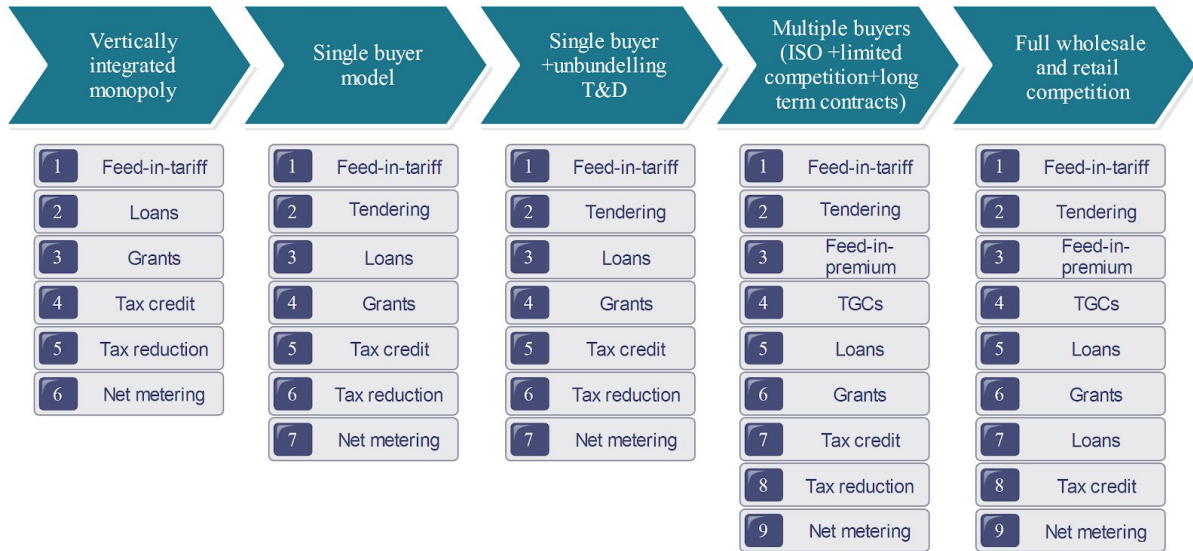 Vertically
integrated
monopoly
1 Feed-in-tariff
2 Loans
3 Grants
4 Tax credit
5 Tax reduction
6 Net metering
Single buyer
model
1 Feed-in-tariff
2 Tendering
3 Loans
4 Grants
5 Tax credit
6 Tax reduction
7 Net metering
Single buyer
+unbundelling
T&D
1 Feed-in-tariff
2 Tendering
3 Loans
4 Grants
5 Tax credit
6 Tax reduction
7 Net metering
Multiple buyers
(ISO +limited
competition+long
term contracts)
1 Feed-in-tariff
2 Tendering
3 Feed-in-
premium
4 TGCs
5 Loans
6 Grants
7 Tax credit
8 Tax reduction
9 Net metering
Full wholesale
and retail
competition
1 Feed-in-tariff
2 Tendering
3 Feed-in-
premium
4 TGCs
5 Loans
6 Grants
7 Loans
8 Tax credit
9 Net metering